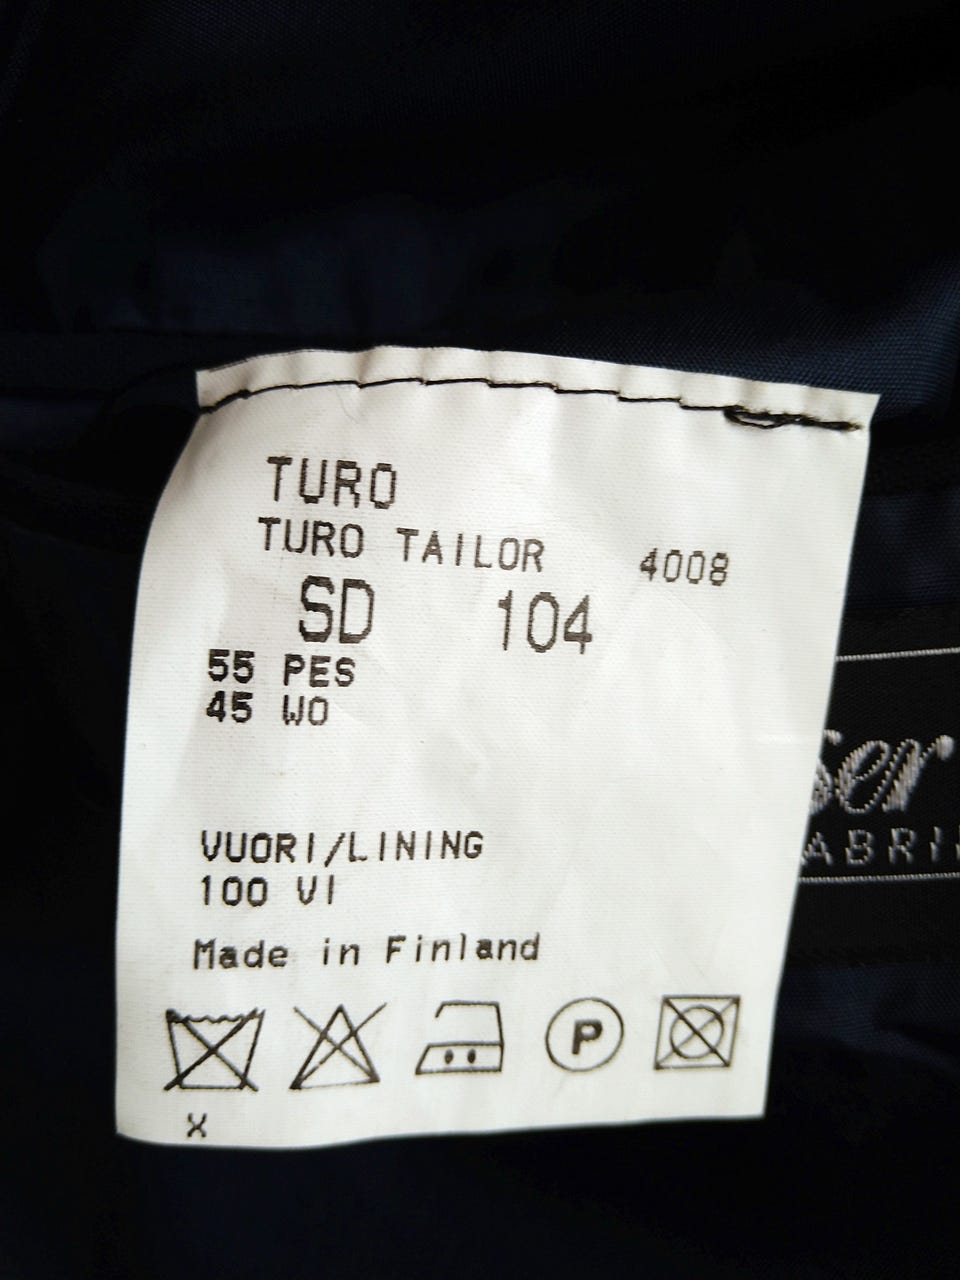 TURO
TURO TAILOR 4008
SD 104
55 PES
45 WO
VUORI/LINING
100 VI
Made in Finland
P
X